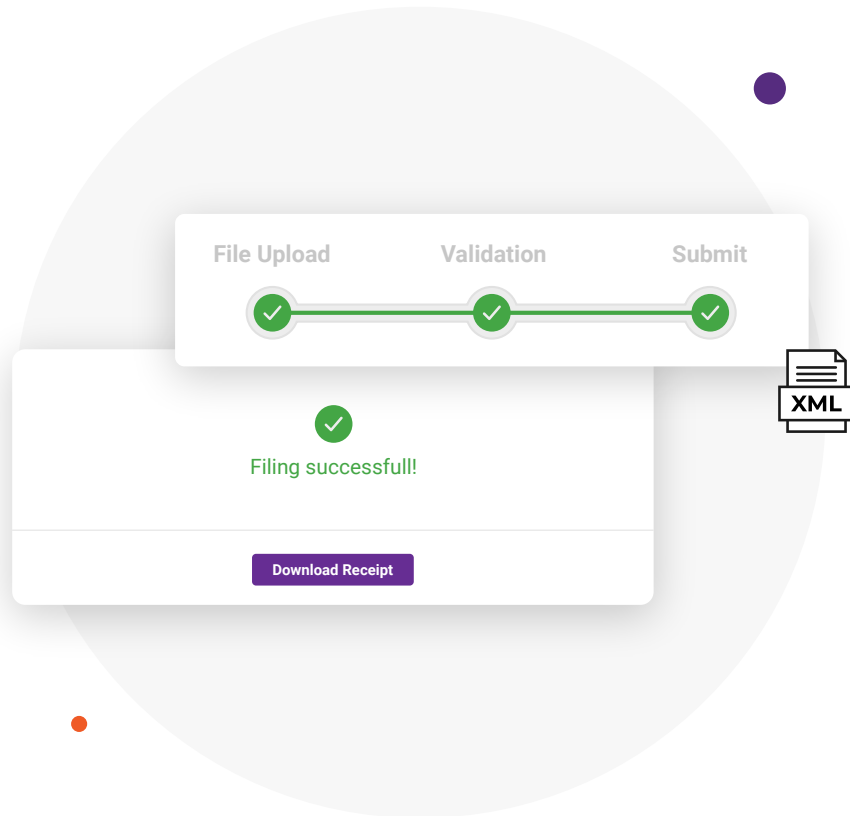 File Upload Validation Submit
XML
Filing successfull!
Download Receipt